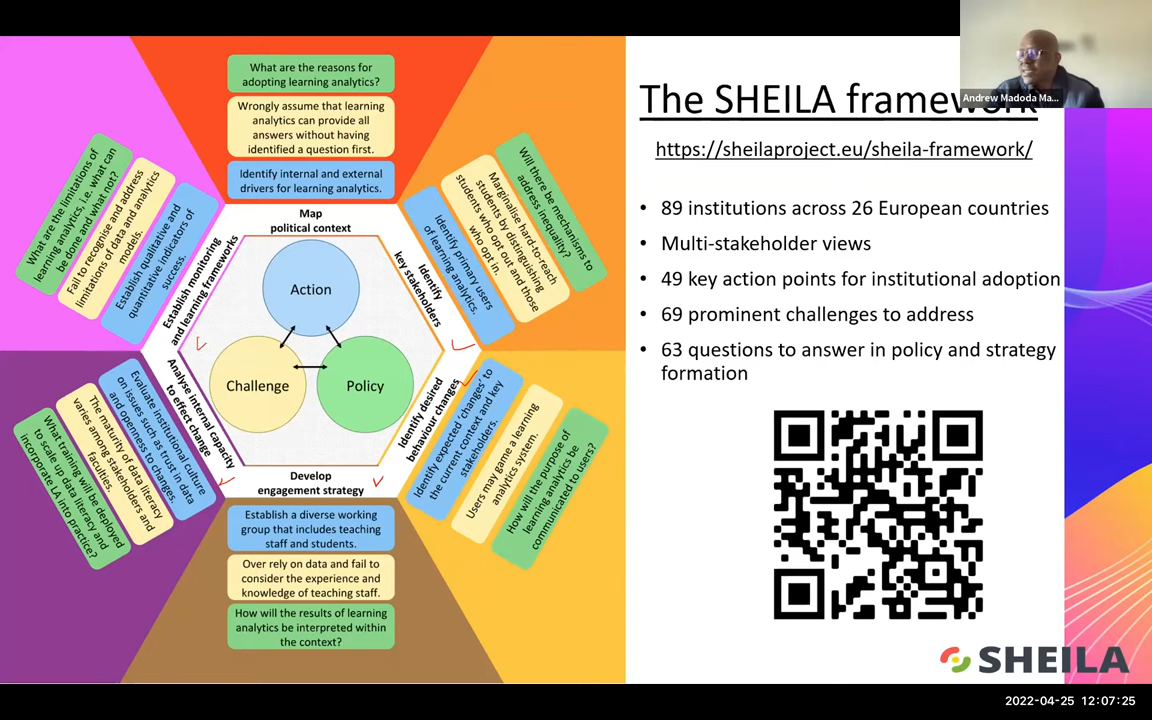 What are the reasons for
adopting learning analytics?
Wrongly assume that learning
analytics can provide all
answers without having
identified a question first.
Identify internal and external
drivers for learning analytics.
Map
political context
Will there be mechanisms to
address inequality?
Marginalise hard-to-reach
students by distinguishing
students who opt out and those
who opt in.
Identify primary users
of learning analytics.
Identify
key stakeholders
Identify desired
behaviour changes
Identify expected ‘changes’ to
the current context and key
stakeholders.
Users may game a learning
analytics system.
How will the purpose of
learning analytics be
communicated to users?
Develop
engagement strategy
Establish a diverse working
group that includes teaching
staff and students.
Over rely on data and fail to
consider the experience and
knowledge of teaching staff.
How will the results of learning
analytics be interpreted within
the context?
Analyse internal capacity
to effect change
Evaluate institutional culture
on issues such as trust in data
and openness to changes.
The maturity of data literacy
varies among stakeholders and
faculties.
What training will be deployed
to scale up data literacy and
incorporate LA into practice?
Establish monitoring
and learning frameworks
Establish qualitative and
quantitative indicators of
success.
Fail to recognise and address
limitations of data and analytics
models.
What are the limitations of
learning analytics, i.e. what can
be done and what not?
Action
Challenge
Policy
The SHEILA framework
https://sheilaproject.eu/sheila-framework/
• 89 institutions across 26 European countries
• Multi-stakeholder views
• 49 key action points for institutional adoption
• 69 prominent challenges to address
• 63 questions to answer in policy and strategy
formation
SHEILA
Andrew Madoda Ma...
2022-04-25 12:07:25